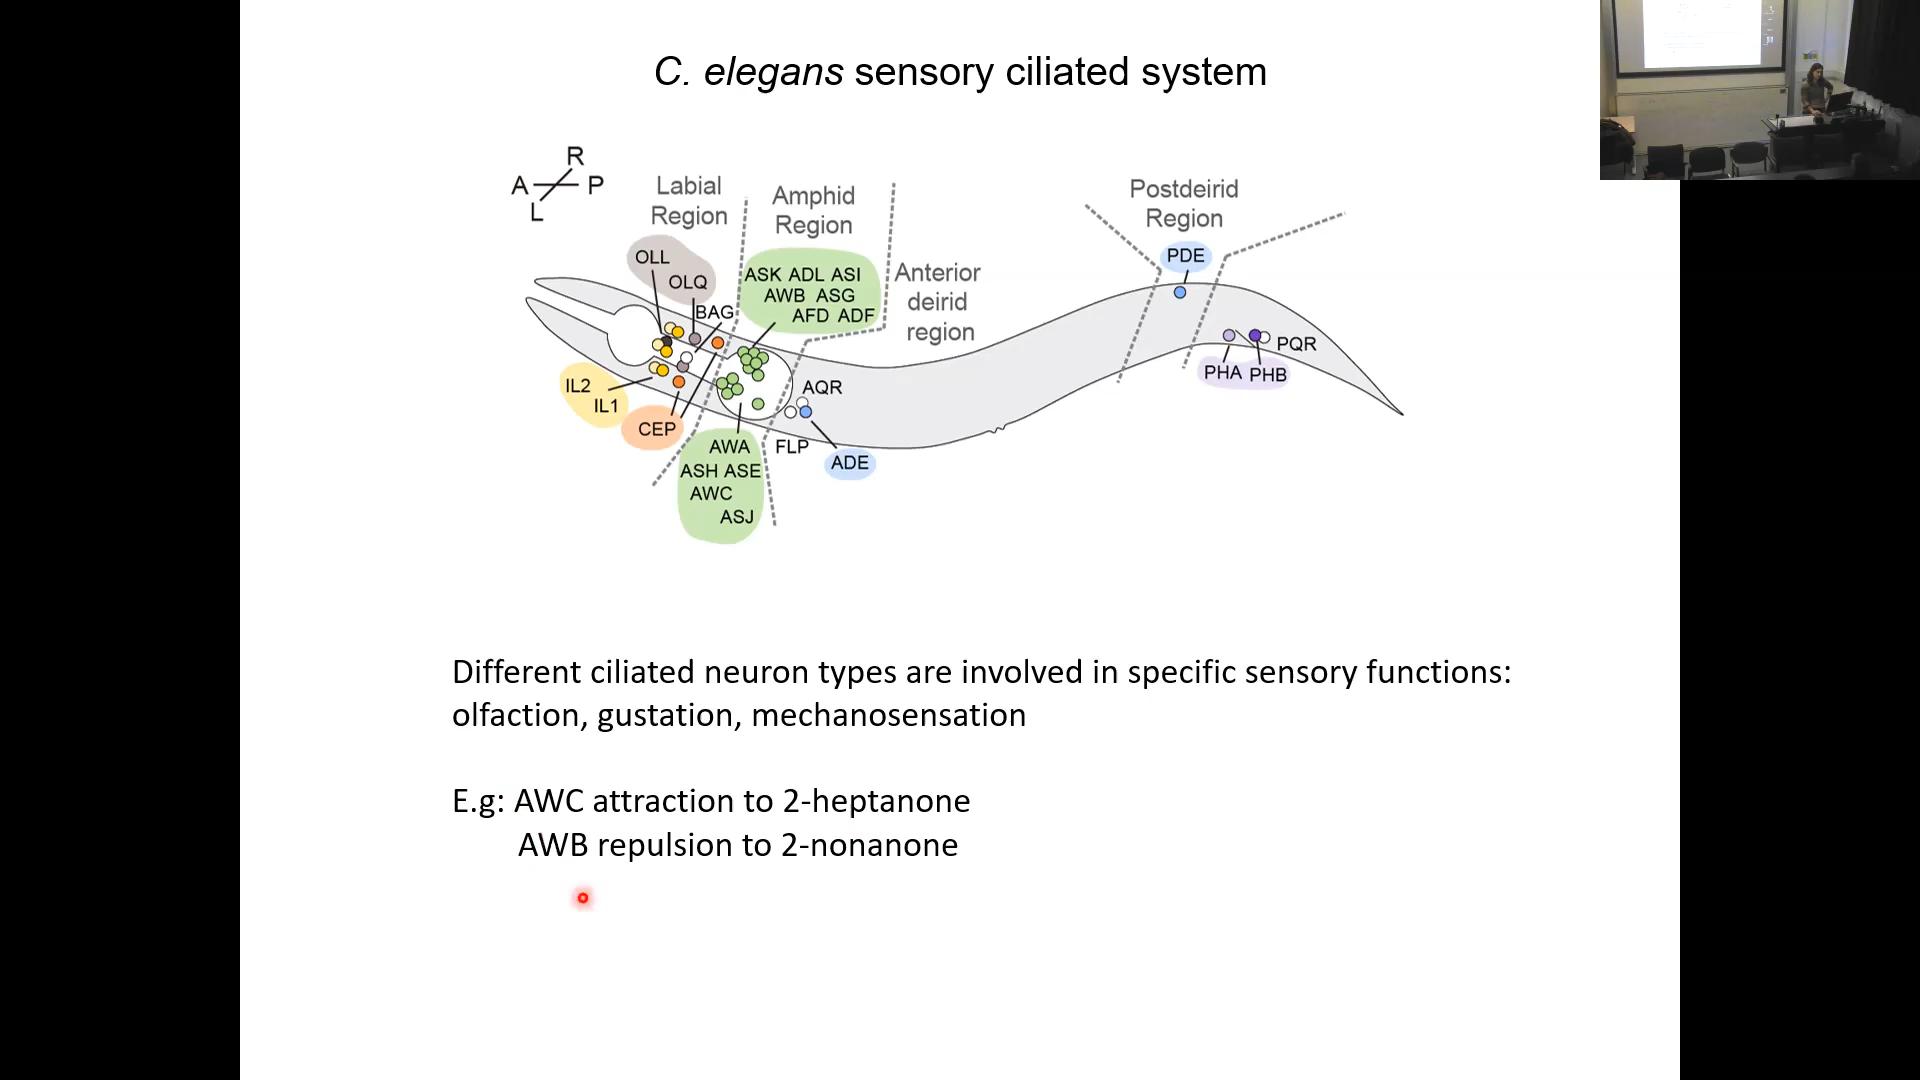 C. elegans sensory ciliated system
R
A
P
L
Labial
Region
Amphid
Region
Anterior
deirid
region
Postdeirid
Region
OLL
OLQ
BAG
ASK ADL ASI
AWB ASG
AFD ADF
IL2
IL1
CEP
AWA
ASH ASE
AWC
ASJ
AQR
FLP
ADE
PDE
PQR
PHA PHB
Different ciliated neuron types are involved in specific sensory functions:
olfaction, gustation, mechanosensation
E.g: AWC attraction to 2-heptanone
AWB repulsion to 2-nonanone